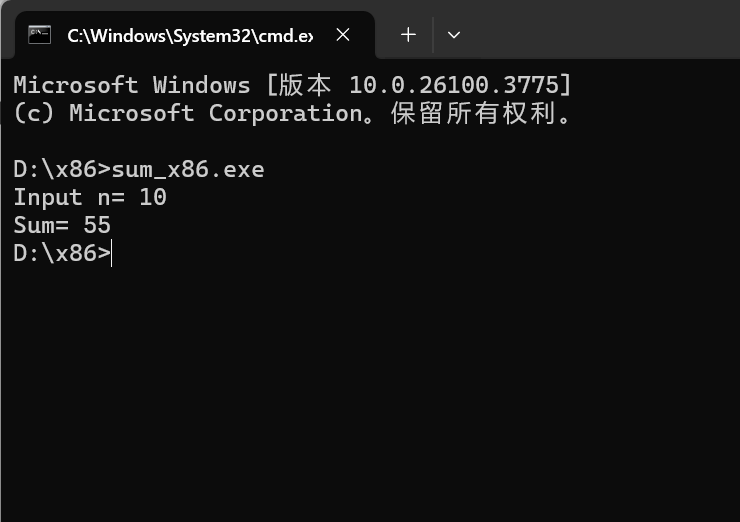 C:\Windows\System32\cmd.ex
Microsoft Windows [版本 10.0.26100.3775]
(c) Microsoft Corporation。保留所有权利。
D:\x86>sum_x86.exe
Input n= 10
Sum= 55
D:\x86>